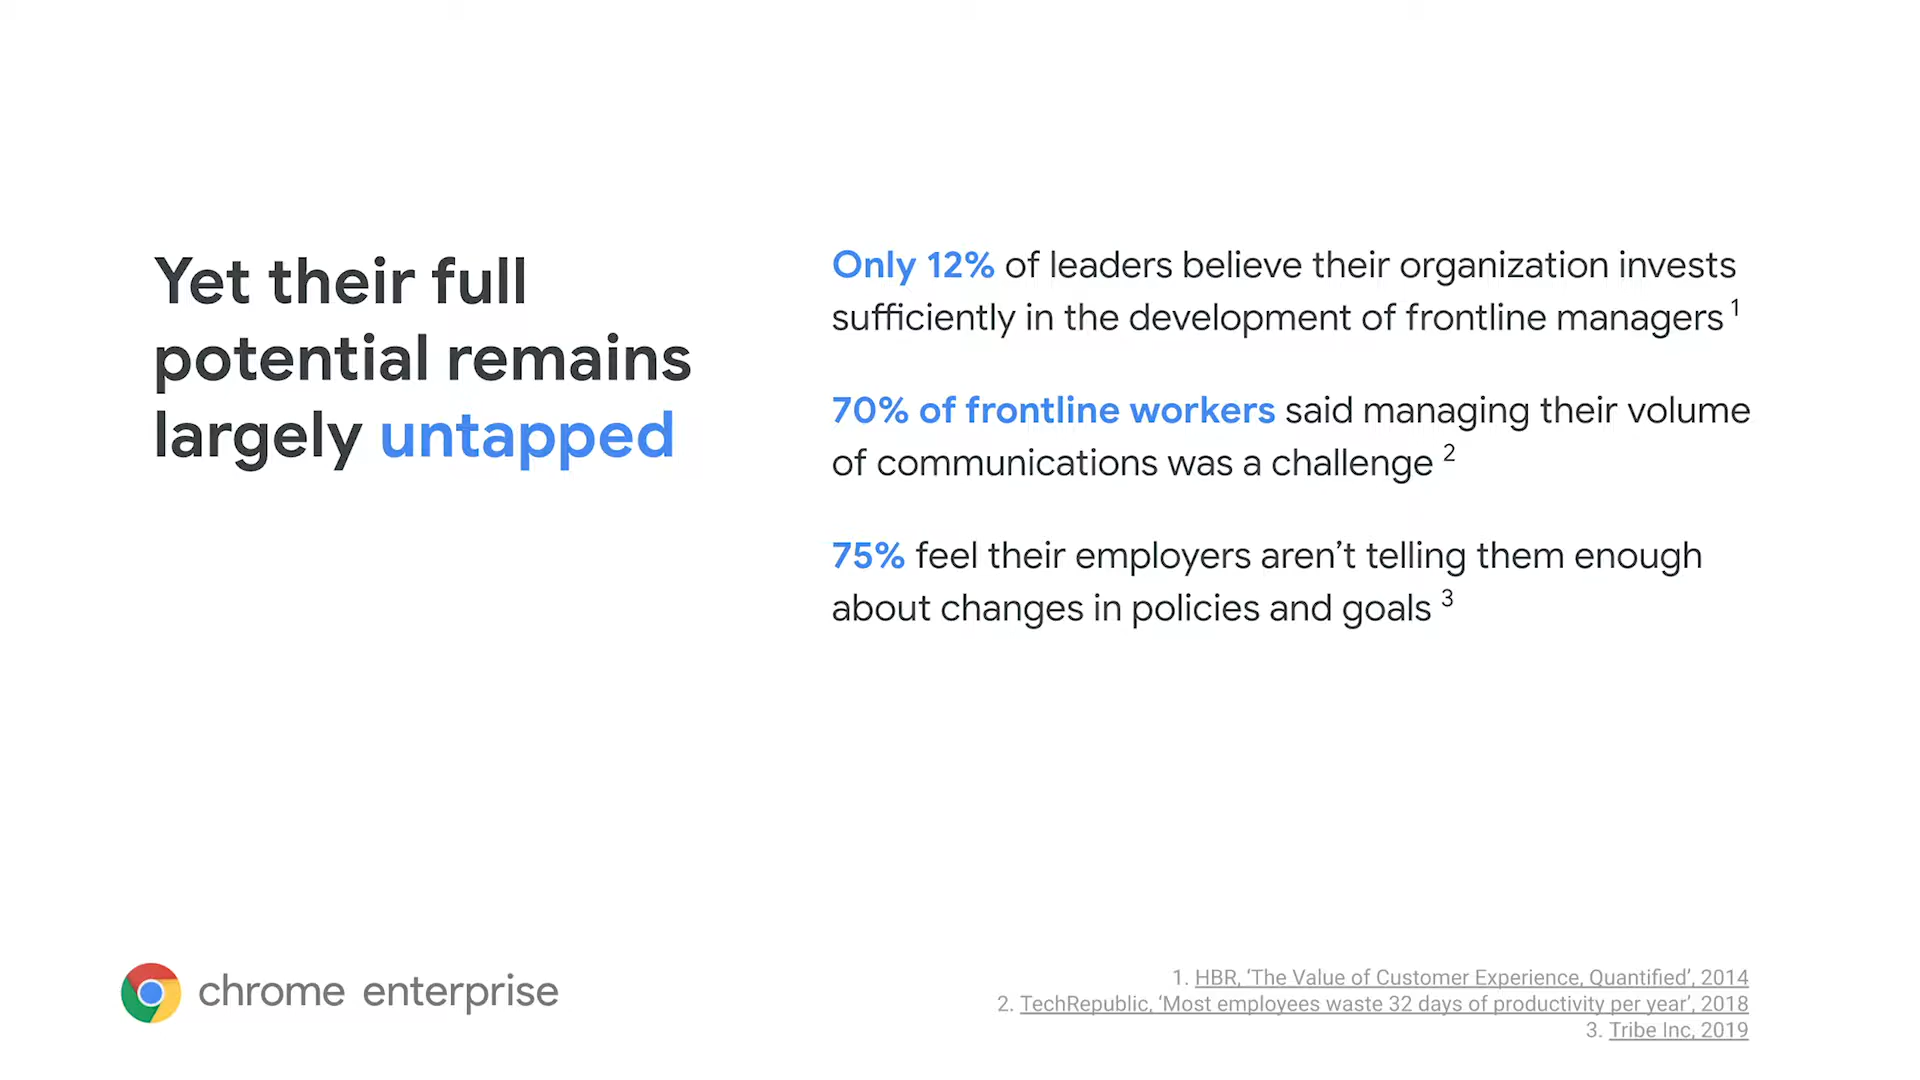 Yet their full
potential remains
largely untapped
Only 12% of leaders believe their organization invests
sufficiently in the development of frontline managers 1
70% of frontline workers said managing their volume
of communications was a challenge 2
75% feel their employers aren’t telling them enough
about changes in policies and goals 3
chrome enterprise
1. HBR, ‘The Value of Customer Experience, Quantified’, 2014
2. TechRepublic, ‘Most employees waste 32 days of productivity per year’, 2018
3. Tribe Inc, 2019